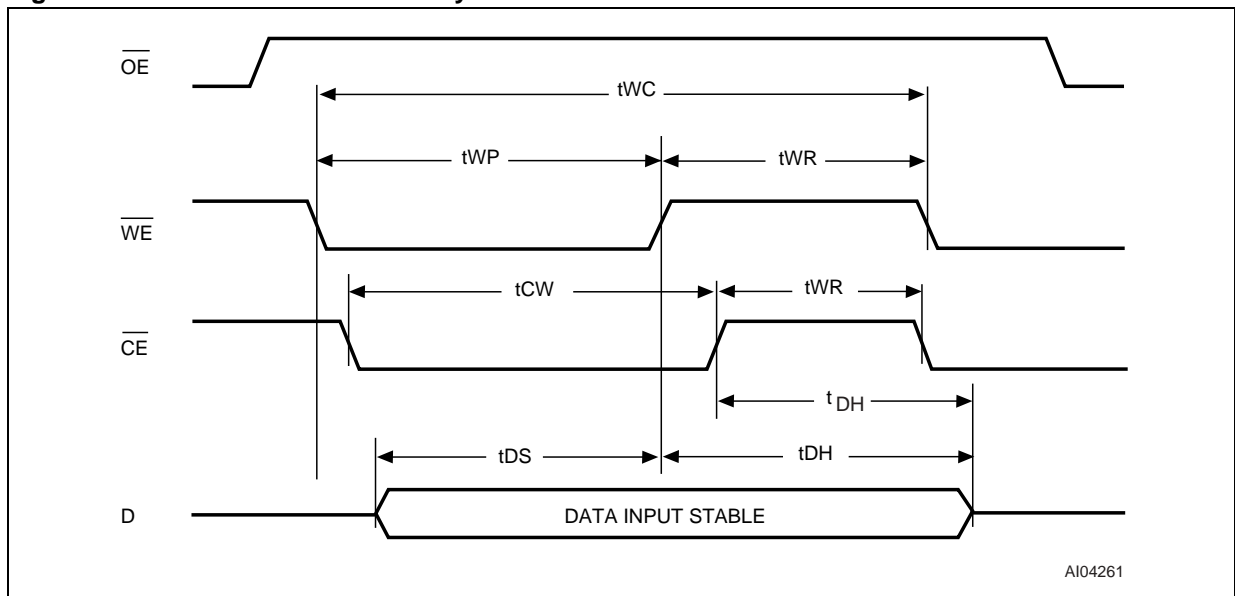 OE
tWC
tWP
tWR
WE
tCW
tWR
CE
t DH
tDS
tDH
D
DATA INPUT STABLE
AI04261